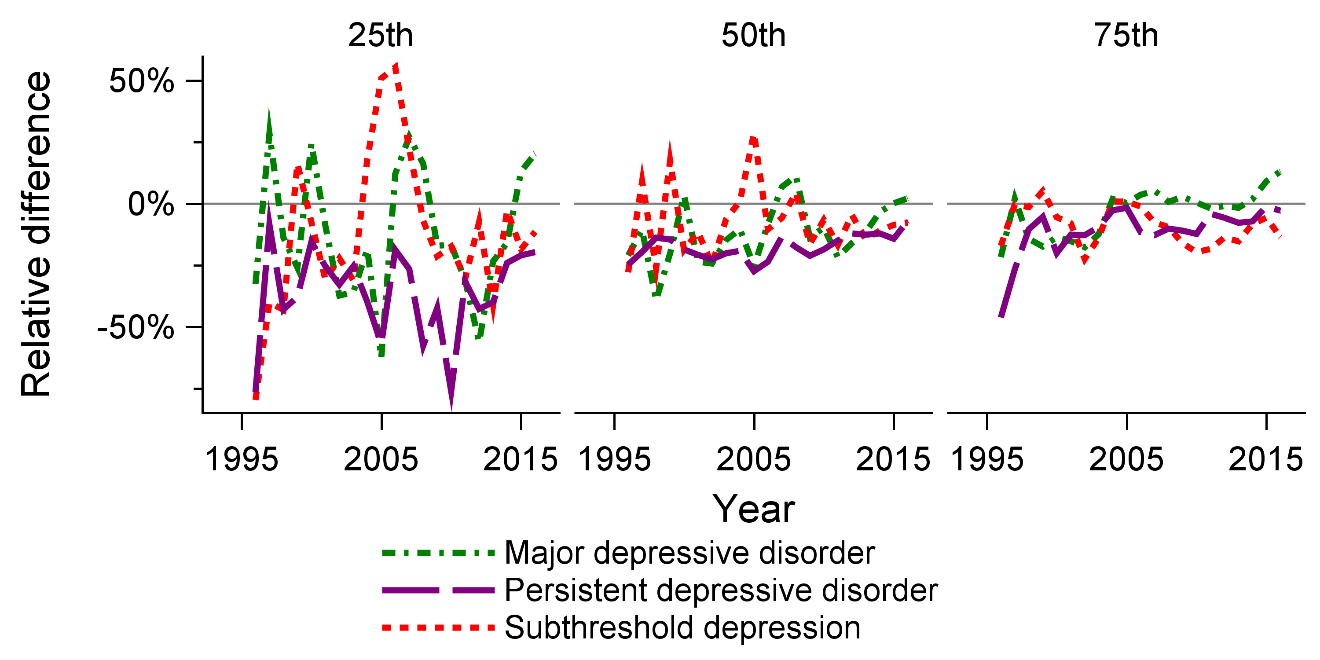 25th 50th 75th
Relative difference
50%
0%
-50%
1995 2005 2015 1995 2005 2015 1995 2005 2015
Year
Major depressive disorder
Persistent depressive disorder
Subthreshold depression